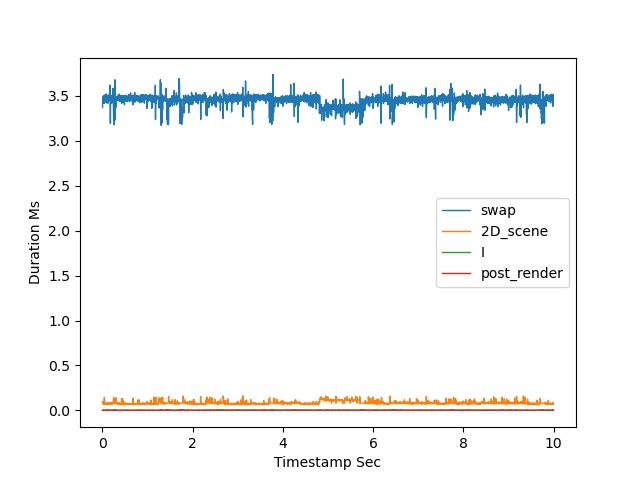 3.5
3.0
2.5
2.0
1.5
1.0
0.5
0.0
Duration Ms
swap
2D_scene
I
post_render
0 2 4 6 8 10
Timestamp Sec